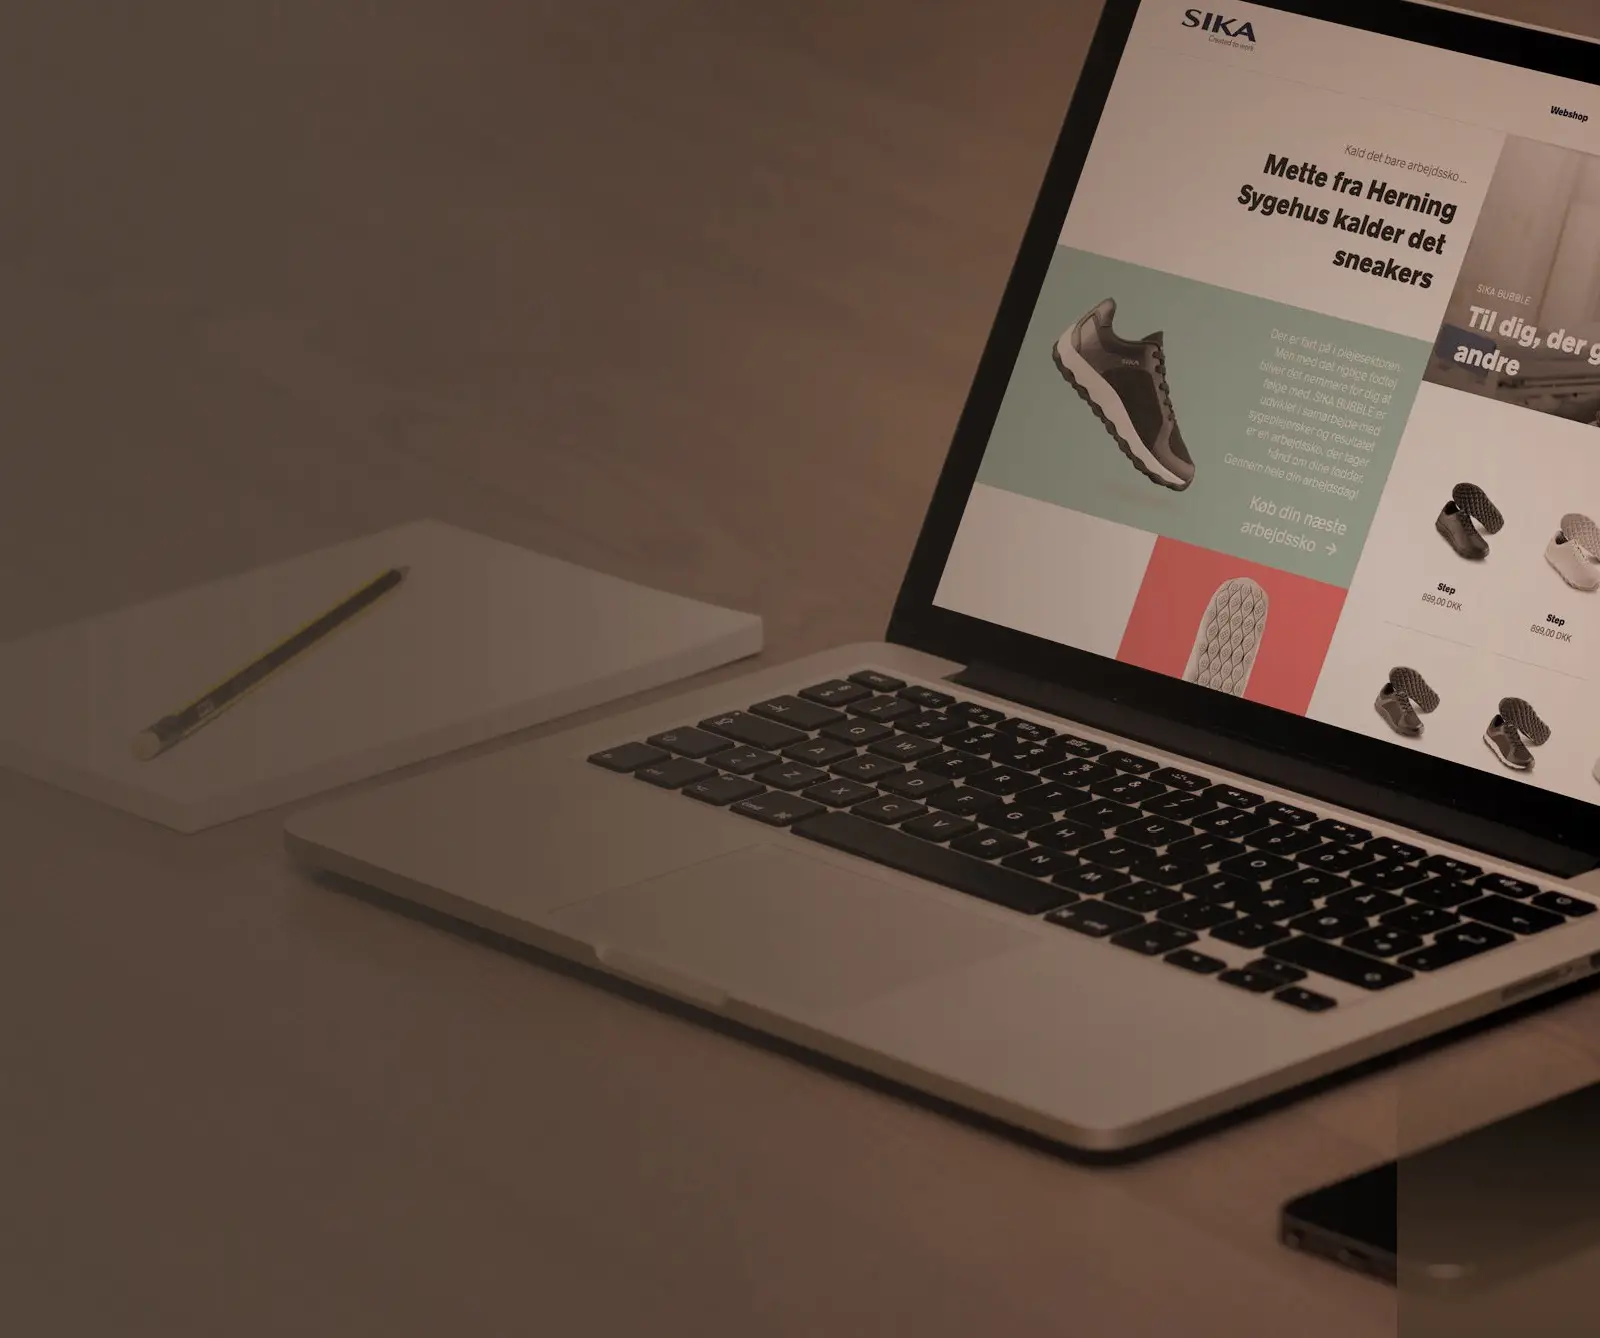 SIKA
Created to work
Webshop
Kald det bare arbejdssko ...
Mette fra Herning
Sygehus kalder det
sneakers
SIKA BUBBLE
Til dig, der g
andre
Der er fart på i plejesektoren.
Men med det rigtige fodtøj
bliver det nemmere for dig at
følge med. SIKA BUBBLE er
udviklet i samarbejde med
sygeplejersker og resultatet
er en arbejdssko, der tager
hånd om dine fødder.
Gennem hele din arbejdsdag!
Køb din næste
arbejdssko →
Step
899,00 DKK
Step
899,00 DKK
Q W E R T Y U I O P Å
A S D F G H J K L Æ Ø
Z X C V B N M